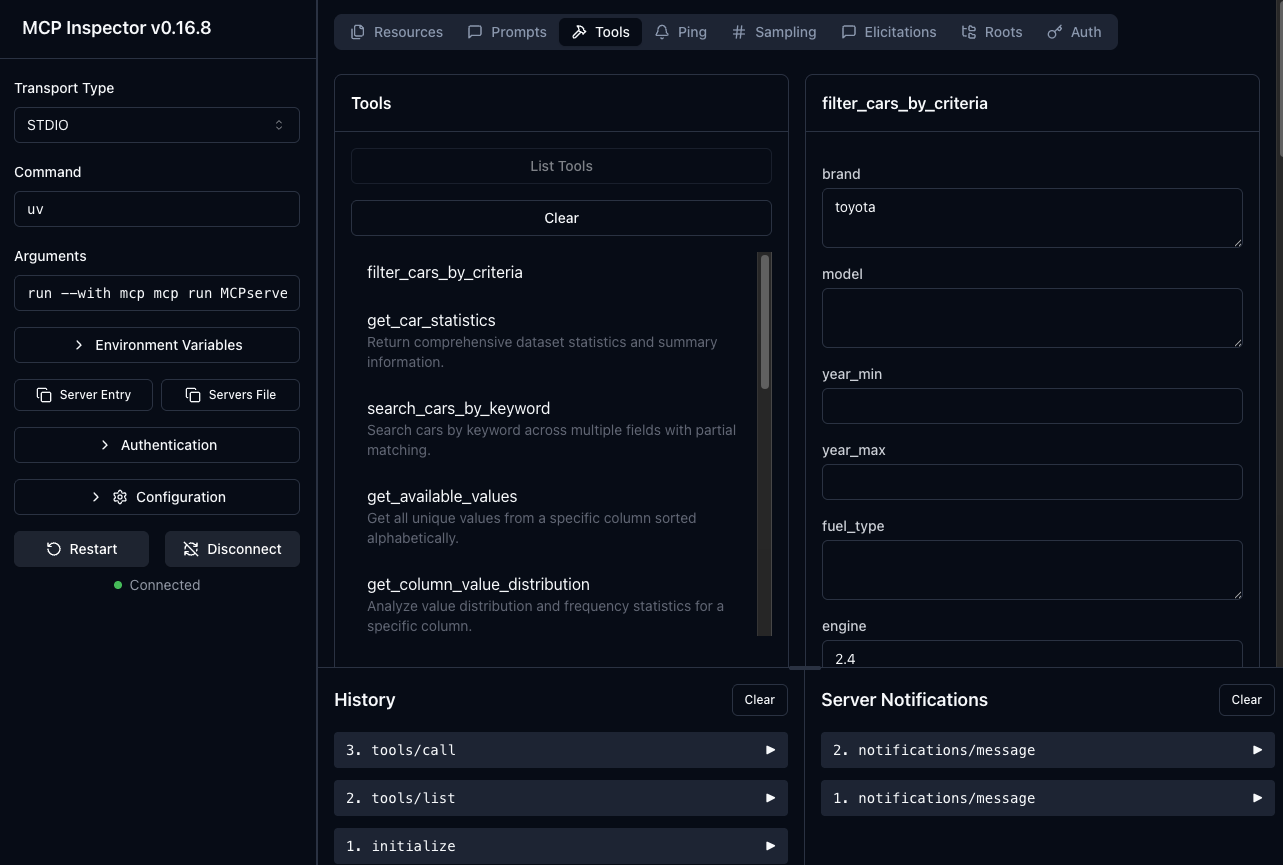 MCP Inspector v0.16.8
Transport Type
STDIO
Command
uv
Arguments
run --with mcp mcp run MCPserve
Environment Variables
Server Entry
Servers File
Authentication
Configuration
Restart
Disconnect
Connected
Resources
Prompts
Tools
Ping
Sampling
Elicitations
Roots
Auth
Tools
List Tools
Clear
filter_cars_by_criteria
get_car_statistics
Return comprehensive dataset statistics and summary
information.
search_cars_by_keyword
Search cars by keyword across multiple fields with partial
matching.
get_available_values
Get all unique values from a specific column sorted
alphabetically.
get_column_value_distribution
Analyze value distribution and frequency statistics for a
specific column.
filter_cars_by_criteria
brand
toyota
model
year_min
year_max
fuel_type
engine
2.4
History
Clear
3. tools/call
2. tools/list
1. initialize
Server Notifications
Clear
2. notifications/message
1. notifications/message